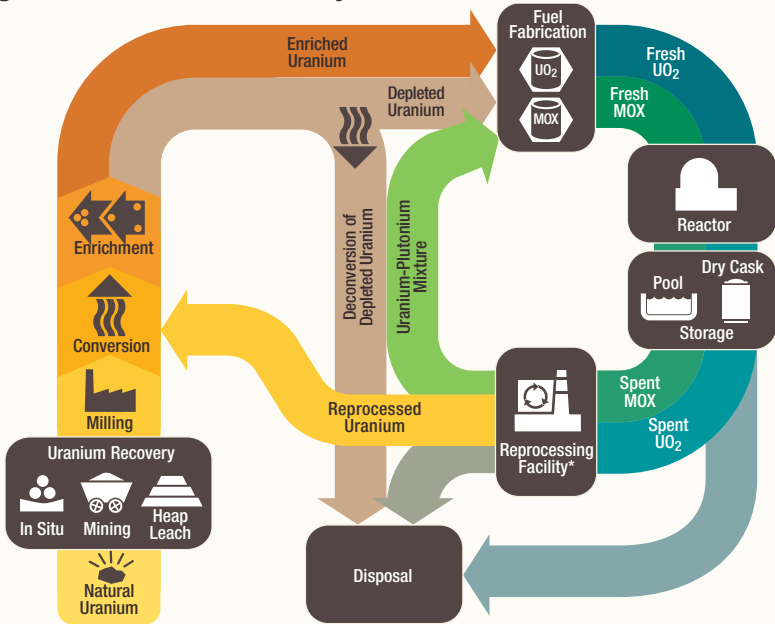 Fuel
Fabrication
UO2
MOX
Enriched
Uranium
Depleted
Uranium
Fresh
UO2
Fresh
MOX
Reactor
Dry Cask
Pool
Storage
Enrichment
Conversion
Milling
Deconversion of
Depleted Uranium
Uranium-Plutonium
Mixture
Reprocessed
Uranium
Reprocessing
Facility*
Spent
MOX
Spent
UO2
Uranium Recovery
In Situ
Mining
Heap
Leach
Natural
Uranium
Disposal